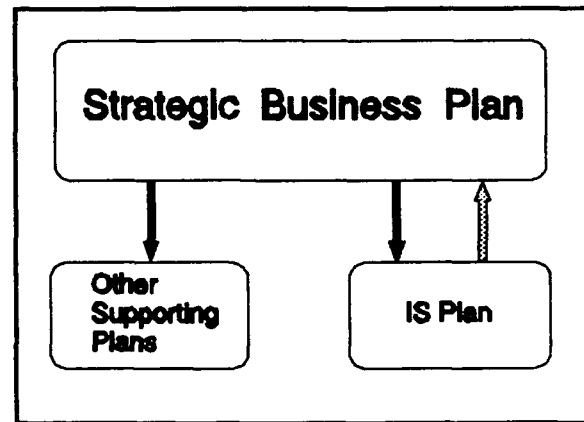 Strategic Business Plan
Other
Supporting
Plans
IS Plan